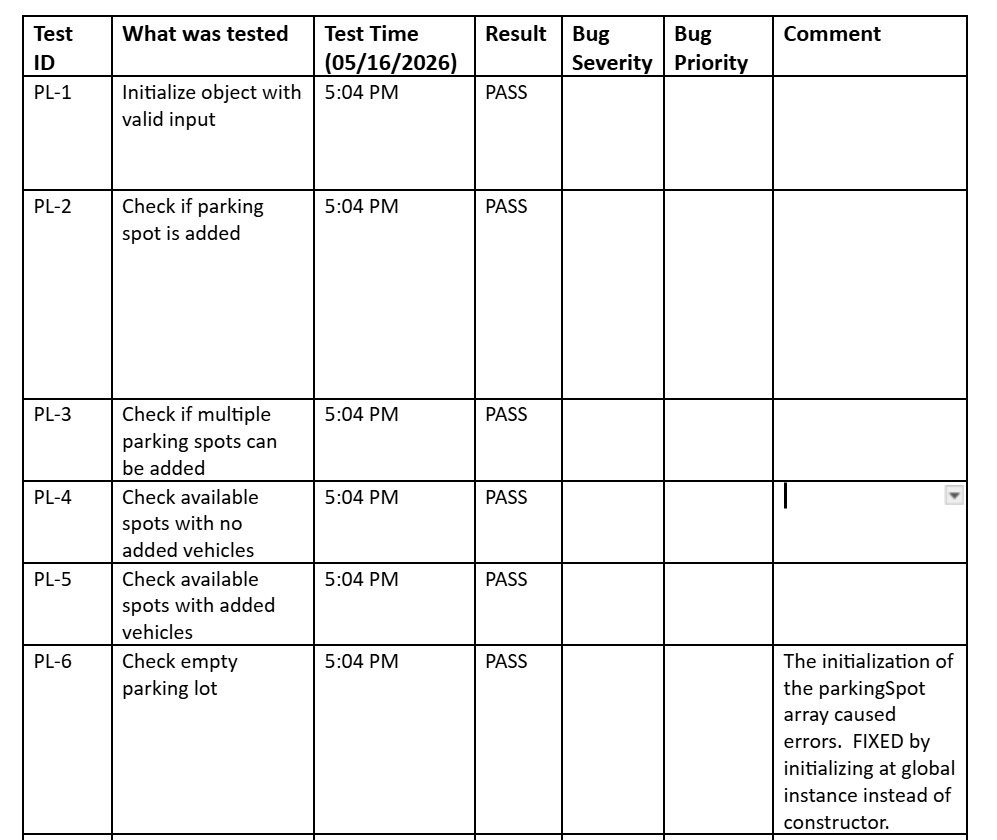 Test ID | What was tested | Test Time (05/16/2026) | Result | Bug Severity | Bug Priority | Comment
PL-1 | Initialize object with valid input | 5:04 PM | PASS
PL-2 | Check if parking spot is added | 5:04 PM | PASS
PL-3 | Check if multiple parking spots can be added | 5:04 PM | PASS
PL-4 | Check available spots with no added vehicles | 5:04 PM | PASS
PL-5 | Check available spots with added vehicles | 5:04 PM | PASS
PL-6 | Check empty parking lot | 5:04 PM | PASS | The initialization of the parkingSpot array caused errors.  FIXED by initializing at global instance instead of constructor.